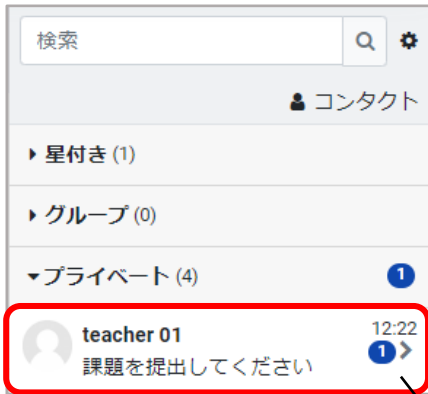 検索
コンタクト
星付き (1)
グループ (0)
プライベート (4) 1
teacher 01 12:22
課題を提出してください 1